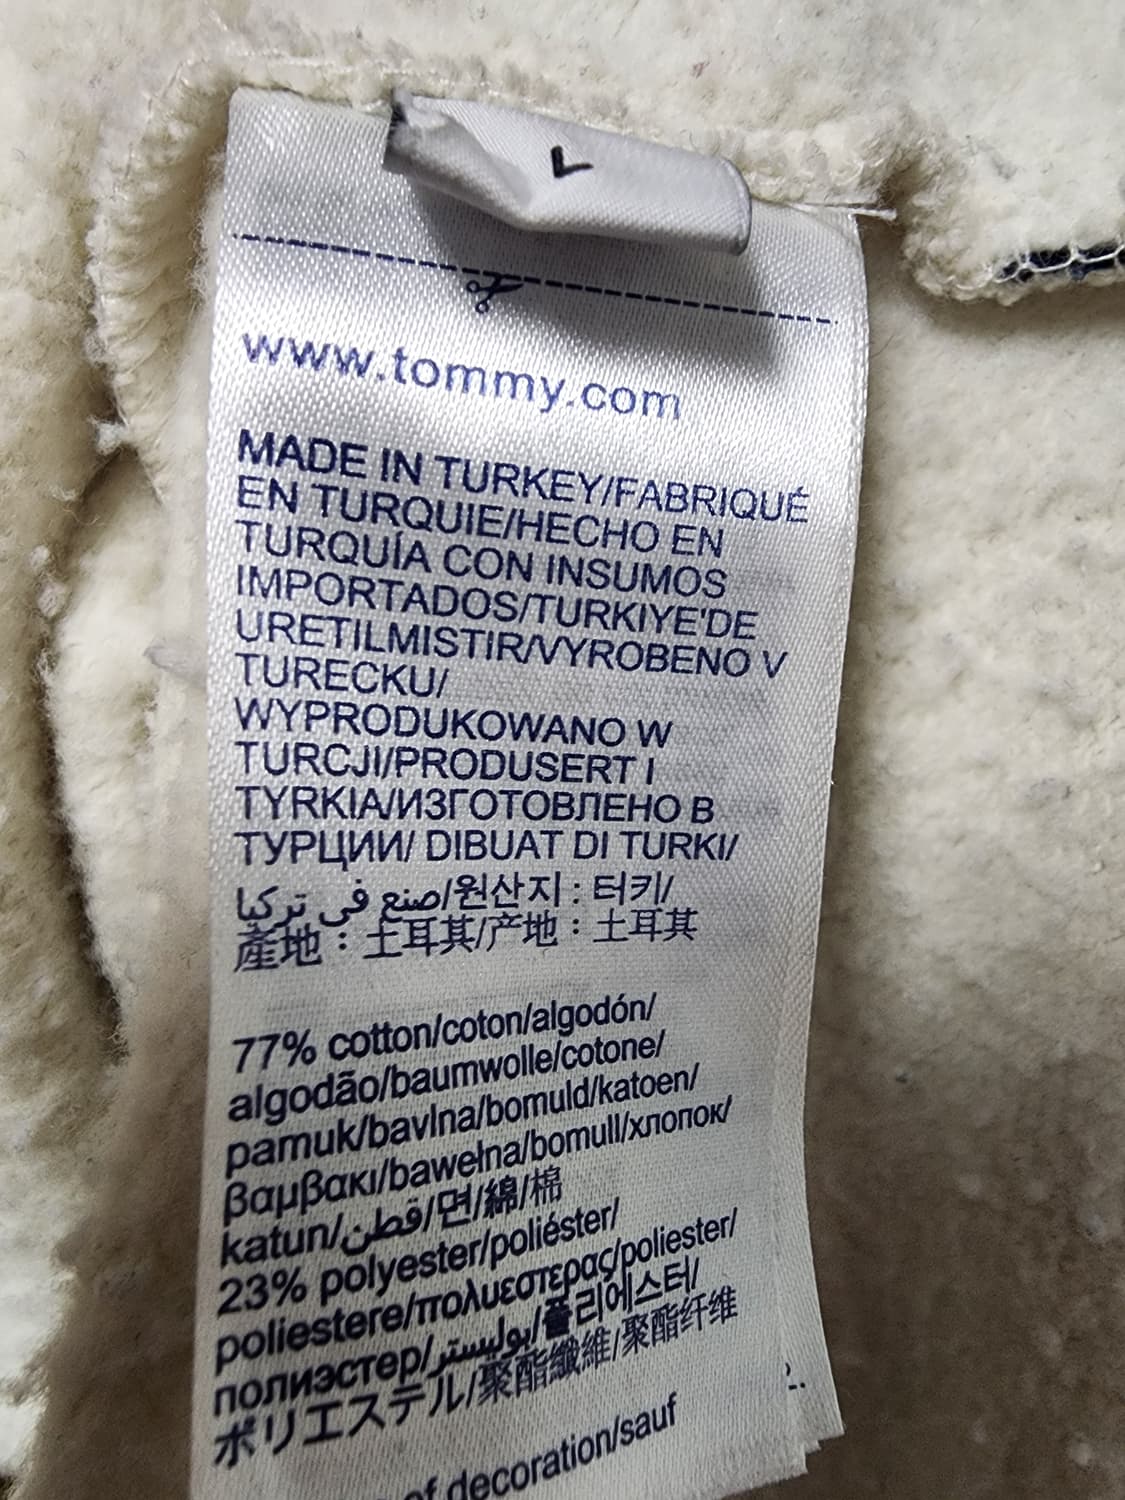 L
www.tommy.com
MADE IN TURKEY/FABRIQUÉ
EN TURQUIE/HECHO EN
TURQUÍA CON INSUMOS
IMPORTADOS/TURKIYE'DE
URETILMISTIR/VYROBENO V
TURECKU/
WYPRODUKOWANO W
TURCJI/PRODUSERT I
TYRKIA/ИЗГОТОВЛЕНО В
ТУРЦИИ/ DIBUAT DI TURKI/
صنع في تركيا/원산지 : 터키/
產地：土耳其/产地：土耳其
77% cotton/coton/algodón/
algodão/baumwolle/cotone/
pamuk/bavlna/bomuld/katoen/
βαμβακι/bawełna/bomull/хлопок/
katun/قطن/면/綿/棉
23% polyester/poliéster/
poliestere/πολυεστερας/poliester/
полиэстер/بوليستر/폴리에스터/
ポリエステル/聚酯纖維/聚酯纤维
of decoration/sauf